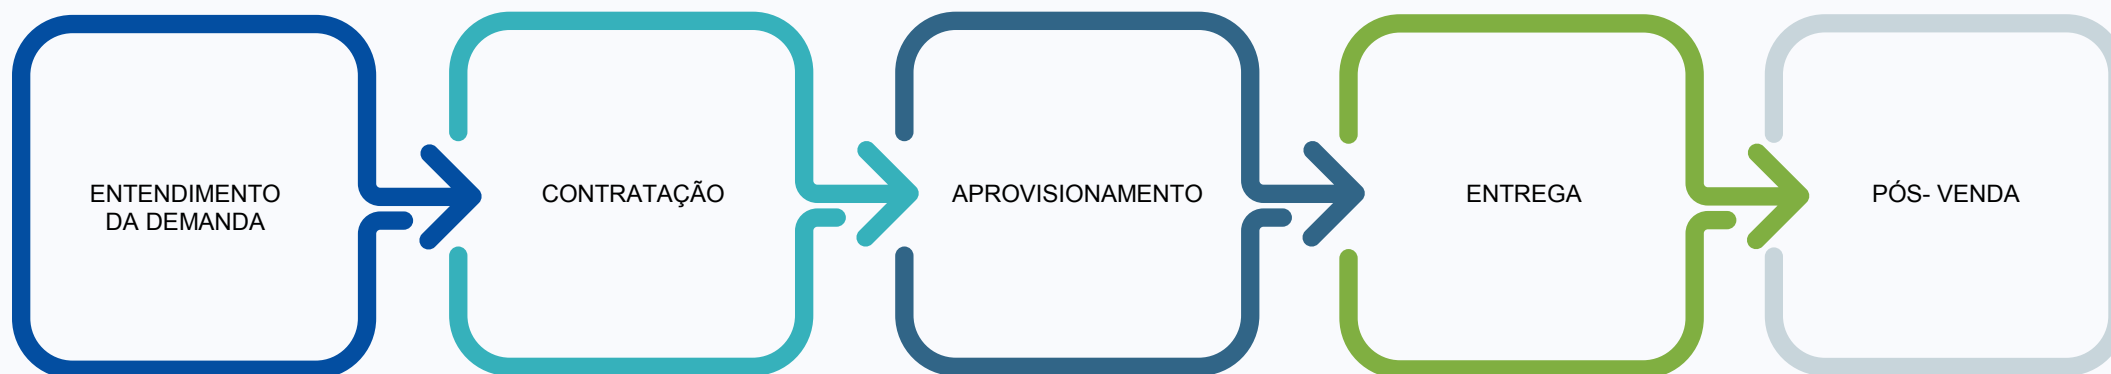 ENTENDIMENTO
DA DEMANDA
CONTRATAÇÃO
APROVISIONAMENTO
ENTREGA
PÓS- VENDA